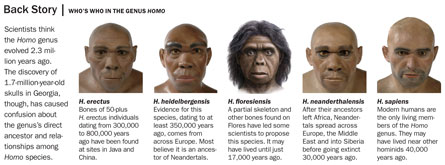 Back Story | WHO'S WHO IN THE GENUS HOMO
Scientists think
the Homo genus
evolved 2.3 mil-
lion years ago.
The discovery of
1.7-million-year-old
skulls in Georgia,
though, has caused
confusion about
the genus's direct
ancestor and rela-
tionships among
Homo species.
H. erectus
Bones of 50-plus
H. erectus individuals
dating from 300,000
to 800,000 years
ago have been found
at sites in Java and
China.
H. heidelbergensis
Evidence for this
species, dating to at
least 350,000 years
ago, comes from
across Europe. Most
believe it is an ances-
tor of Neandertals.
H. floresiensis
A partial skeleton and
other bones found on
Flores have led some
scientists to propose
this species. It may
have lived until just
17,000 years ago.
H. neanderthalensis
After their ancestors
left Africa, Neander-
tals spread across
Europe, the Middle
East and into Siberia
before going extinct
30,000 years ago.
H. sapiens
Modern humans are
the only living mem-
bers of the Homo
genus. They may
have lived near other
hominids 40,000
years ago.